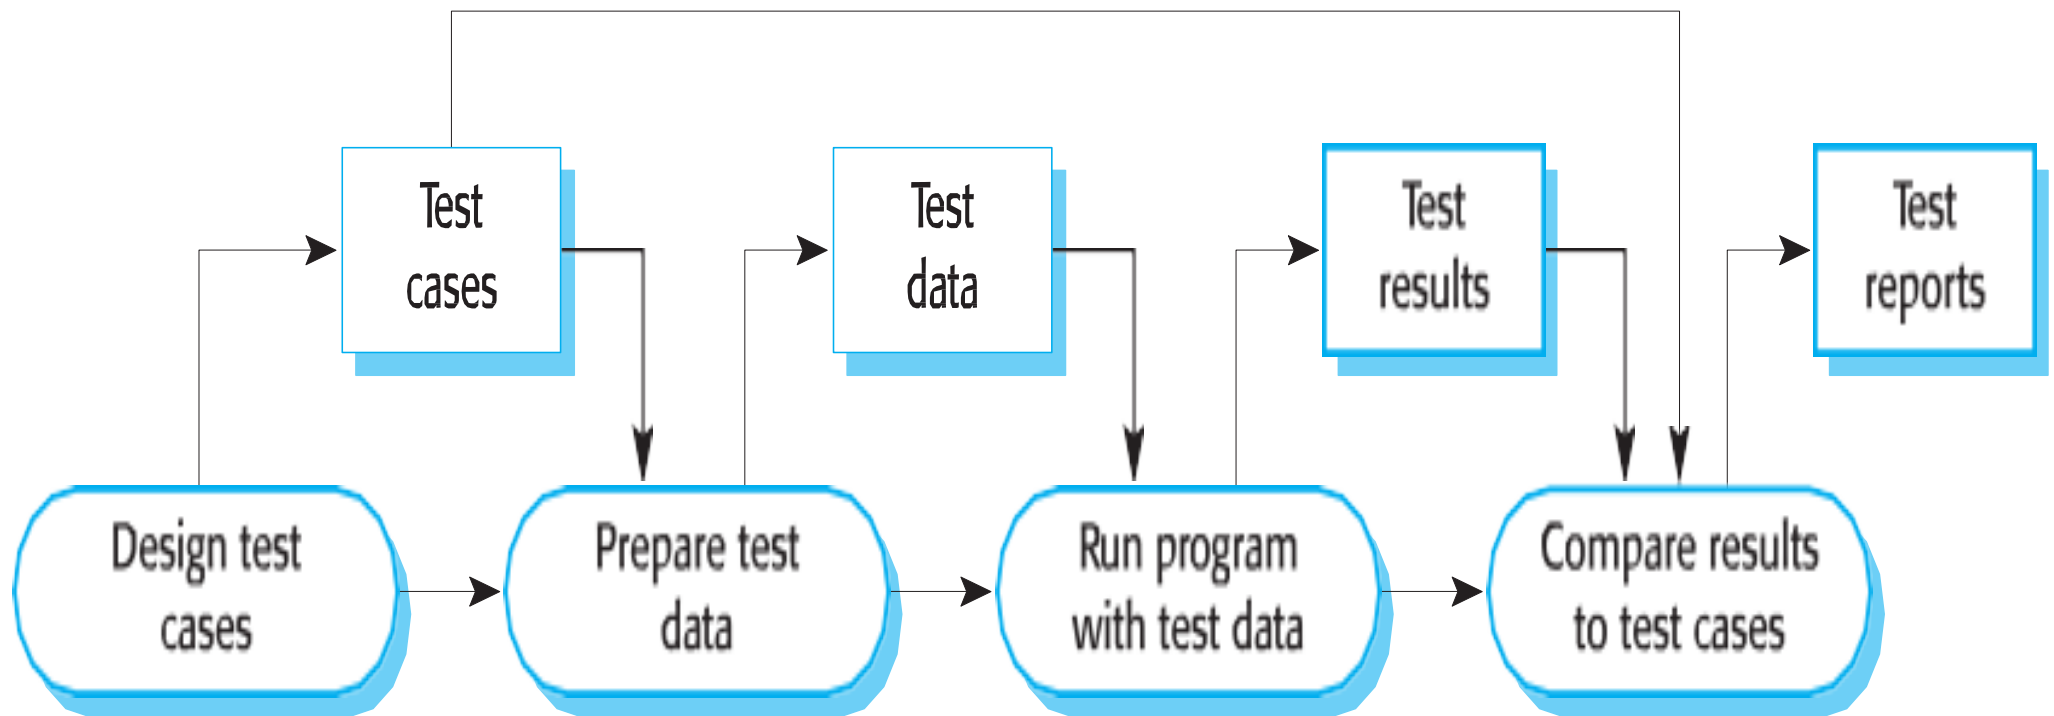 Test
cases
Test
data
Test
results
Test
reports
Design test
cases
Prepare test
data
Run program
with test data
Compare results
to test cases